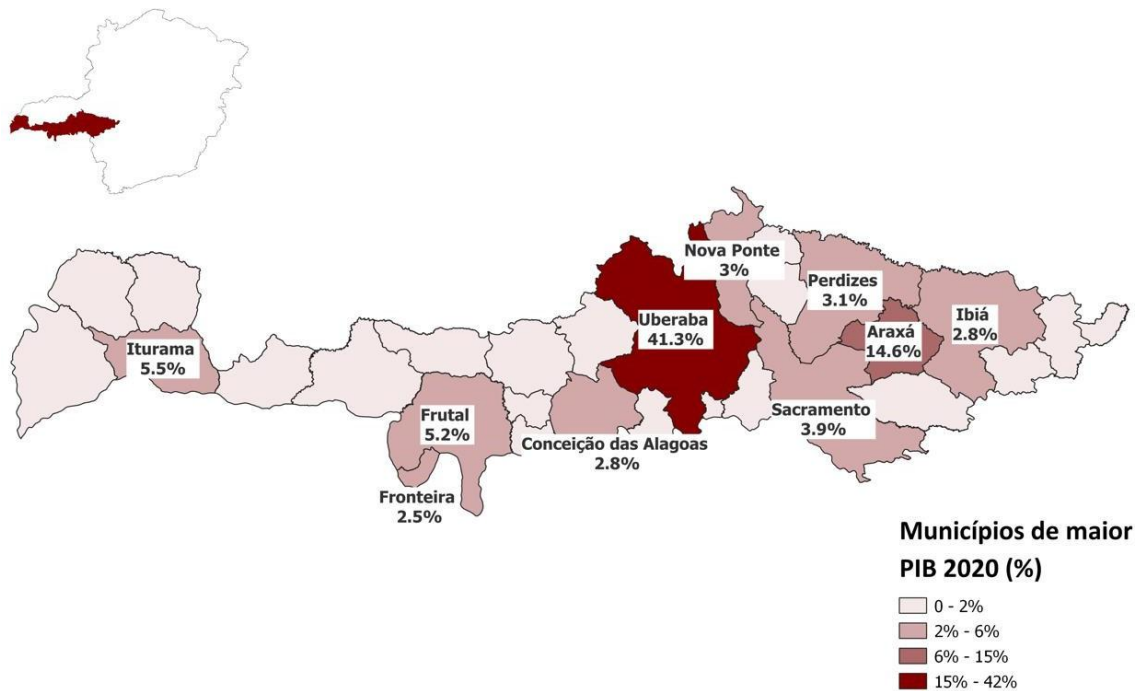 Nova Ponte
3%
Perdizes
3.1%
Uberaba
41.3%
Araxá
14.6%
Ibiá
2.8%
Iturama
5.5%
Frutal
5.2%
Sacramento
3.9%
Conceição das Alagoas
2.8%
Fronteira
2.5%
Municípios de maior
PIB 2020 (%)
0 - 2%
2% - 6%
6% - 15%
15% - 42%